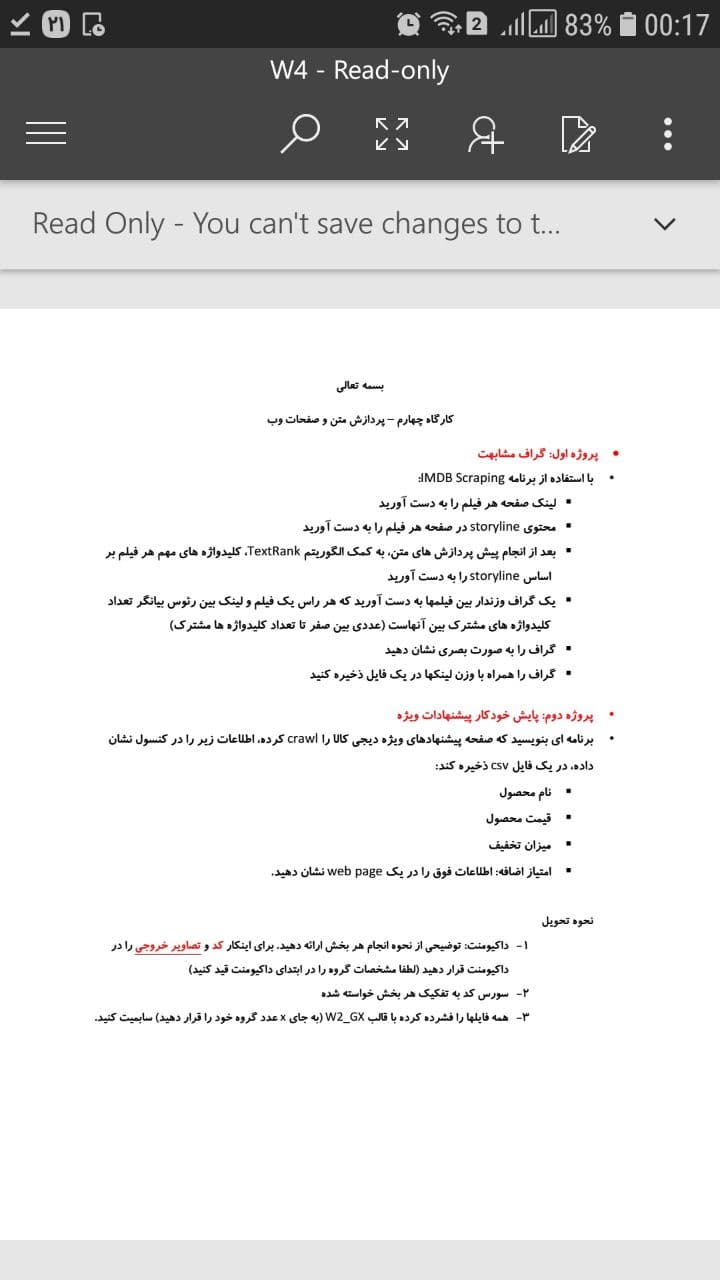 ۲۱ 2 83% 00:17
W4 - Read-only
Read Only - You can't save changes to t...
بسمه تعالی
کارگاه چهارم – پردازش متن و صفحات وب
• پروژه اول: گراف مشابهت
• با استفاده از برنامه IMDB Scraping:
▪ لینک صفحه هر فیلم را به دست آورید
▪ محتوی storyline در صفحه هر فیلم را به دست آورید
▪ بعد از انجام پیش پردازش های متن، به کمک الگوریتم TextRank، کلیدواژه های مهم هر فیلم بر
اساس storyline را به دست آورید
▪ یک گراف وزندار بین فیلمها به دست آورید که هر راس یک فیلم و لینک بین رئوس بیانگر تعداد
کلیدواژه های مشترک بین آنهاست (عددی بین صفر تا تعداد کلیدواژه ها مشترک)
▪ گراف را به صورت بصری نشان دهید
▪ گراف را همراه با وزن لینکها در یک فایل ذخیره کنید
• پروژه دوم: پایش خودکار پیشنهادات ویژه
• برنامه ای بنویسید که صفحه پیشنهادهای ویژه دیجی کالا را crawl کرده، اطلاعات زیر را در کنسول نشان
داده، در یک فایل csv ذخیره کند:
▪ نام محصول
▪ قیمت محصول
▪ میزان تخفیف
▪ امتیاز اضافه: اطلاعات فوق را در یک web page نشان دهید.
نحوه تحویل
۱- داکیومنت: توضیحی از نحوه انجام هر بخش ارائه دهید. برای اینکار کد و تصاویر خروجی را در
داکیومنت قرار دهید (لطفا مشخصات گروه را در ابتدای داکیومنت قید کنید)
۲- سورس کد به تفکیک هر بخش خواسته شده
۳- همه فایلها را فشرده کرده با قالب W2_GX (به جای x عدد گروه خود را قرار دهید) سابمیت کنید.